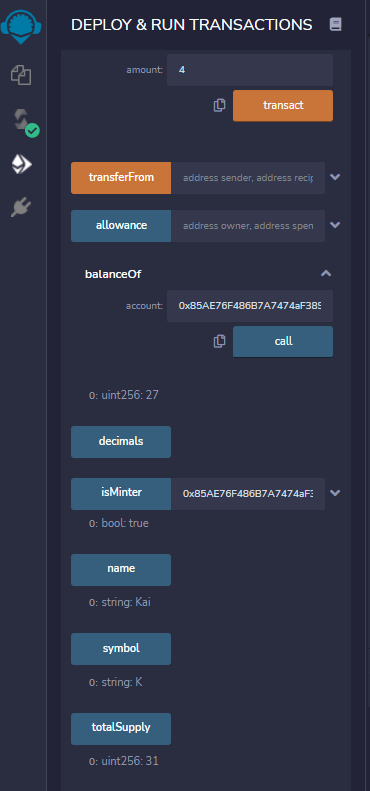 DEPLOY & RUN TRANSACTIONS
amount: 4
transact
transferFrom address sender, address recip
allowance address owner, address spen
balanceOf
account: 0x85AE76F486B7A7474aF389
call
0: uint256: 27
decimals
isMinter 0x85AE76F486B7A7474aF3
0: bool: true
name
0: string: Kai
symbol
0: string: K
totalSupply
0: uint256: 31